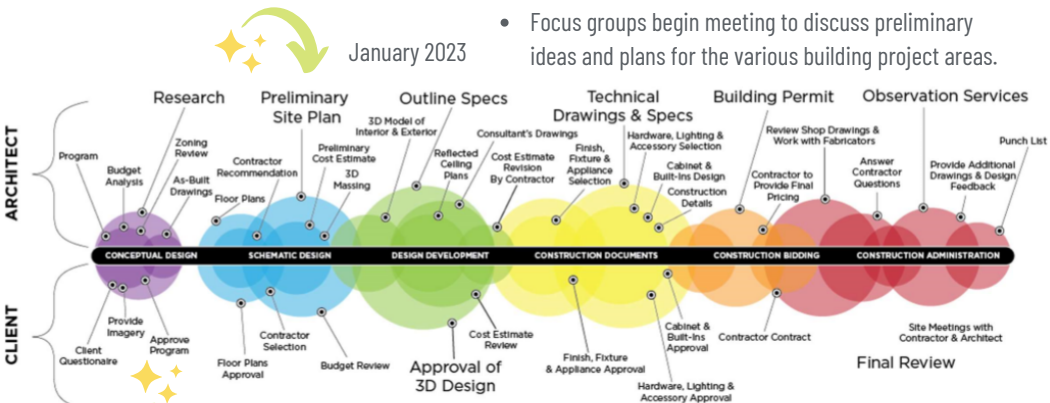 January 2023
• Focus groups begin meeting to discuss preliminary
ideas and plans for the various building project areas.
ARCHITECT
Research
Preliminary
Site Plan
Outline Specs
Technical
Drawings & Specs
Building Permit
Observation Services
Program
Budget
Analysis
Zoning
Review
As-Built
Drawings
Floor Plans
Contractor
Recommendation
Preliminary
Cost Estimate
3D
Massing
3D Model of
Interior & Exterior
Reflected
Ceiling
Plans
Consultant's Drawings
Cost Estimate
Revision
By Contractor
Finish,
Fixture &
Appliance
Selection
Hardware, Lighting &
Accessory Selection
Cabinet &
Built-Ins Design
Construction
Details
Review Shop Drawings &
Work with Fabricators
Contractor to
Provide Final
Pricing
Answer
Contractor
Questions
Provide Additional
Drawings & Design
Feedback
Punch List
CONCEPTUAL DESIGN
SCHEMATIC DESIGN
DESIGN DEVELOPMENT
CONSTRUCTION DOCUMENTS
CONSTRUCTION BIDDING
CONSTRUCTION ADMINISTRATION
CLIENT
Client
Questionaire
Provide
Imagery
Approve
Program
Floor Plans
Approval
Contractor
Selection
Budget Review
Approval of
3D Design
Cost Estimate
Review
Finish, Fixture
& Appliance Approval
Hardware, Lighting &
Accessory Approval
Cabinet &
Built-Ins
Approval
Contractor Contract
Site Meetings with
Contractor & Architect
Final Review